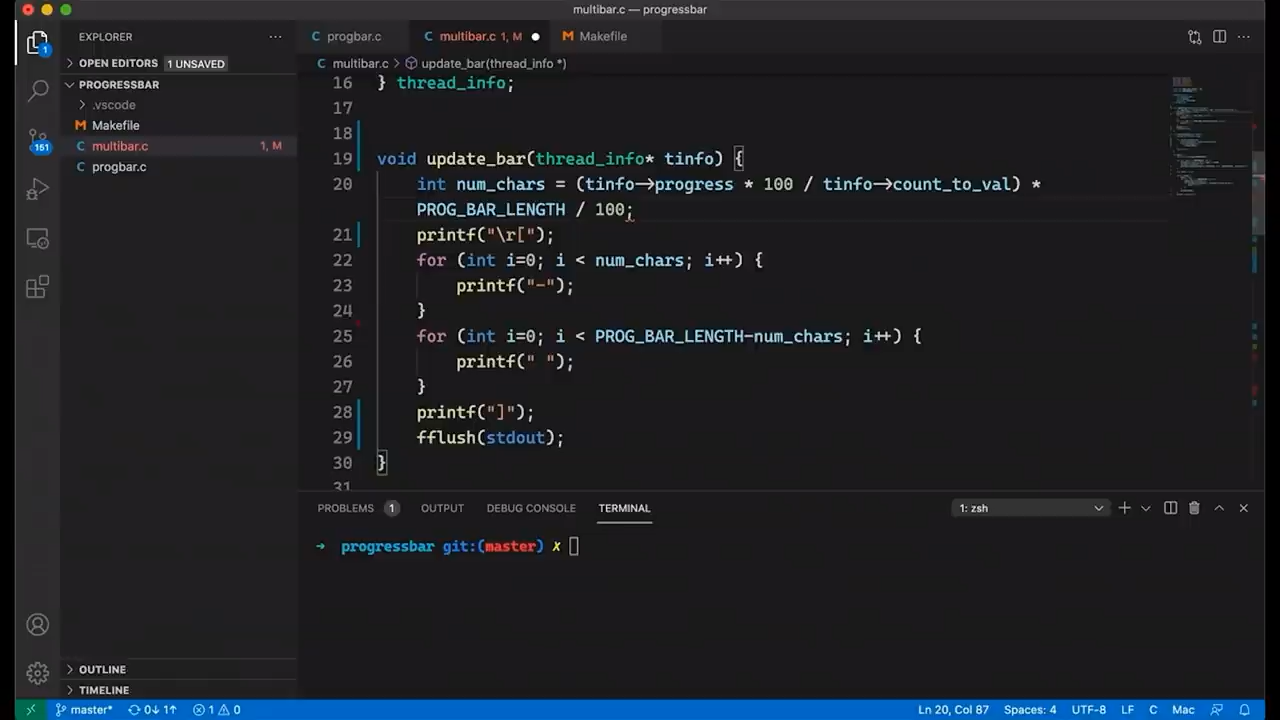 multibar.c — progressbar
EXPLORER
progbar.c
multibar.c 1, M
Makefile
OPEN EDITORS 1 UNSAVED
multibar.c > update_bar(thread_info *)
PROGRESSBAR
.vscode
Makefile
multibar.c 1, M
progbar.c
1
161
16 } thread_info;
17
18
19 void update_bar(thread_info* tinfo) {
20 int num_chars = (tinfo->progress * 100 / tinfo->count_to_val) *
PROG_BAR_LENGTH / 100;
21 printf("\r[");
22 for (int i=0; i < num_chars; i++) {
23 printf("-");
24 }
25 for (int i=0; i < PROG_BAR_LENGTH-num_chars; i++) {
26 printf(" ");
27 }
28 printf("]");
29 fflush(stdout);
30 }
31
PROBLEMS 1 OUTPUT DEBUG CONSOLE TERMINAL 1: zsh
→ progressbar git:(master) ✗
OUTLINE
TIMELINE
master* 0↓ 1↑ 1 0 Ln 20, Col 87 Spaces: 4 UTF-8 LF C Mac